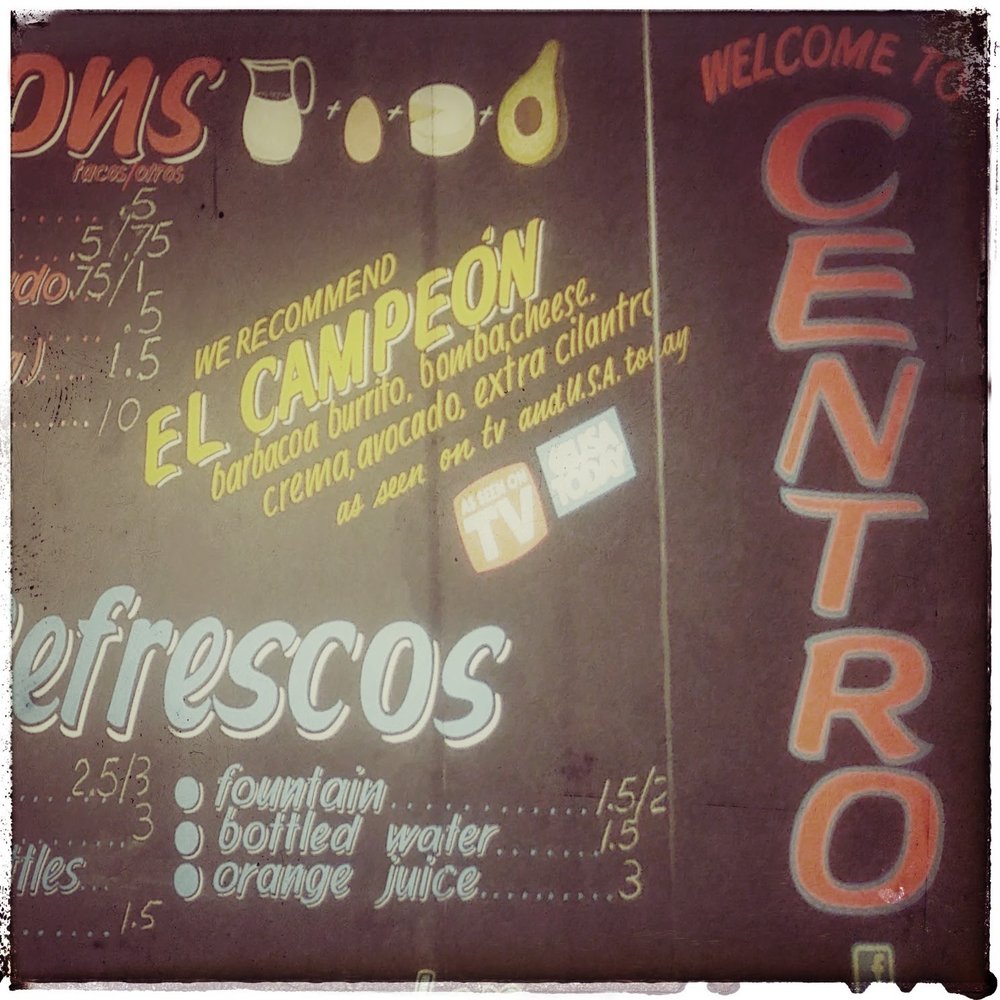 ons
tacos/otros
.5
.5/.75
.75/1
.5
1.5
10
WE RECOMMEND
EL CAMPEÓN
barbacoa burrito, bomba, cheese,
crema, avocado, extra cilantro
as seen on tv and U.S.A. today
AS SEEN ON
TV
USA
TODAY
efrescos
2.5/3
3
ttles
1.5
fountain 1.5/2
bottled water 1.5
orange juice 3
WELCOME TO
CENTRO
f